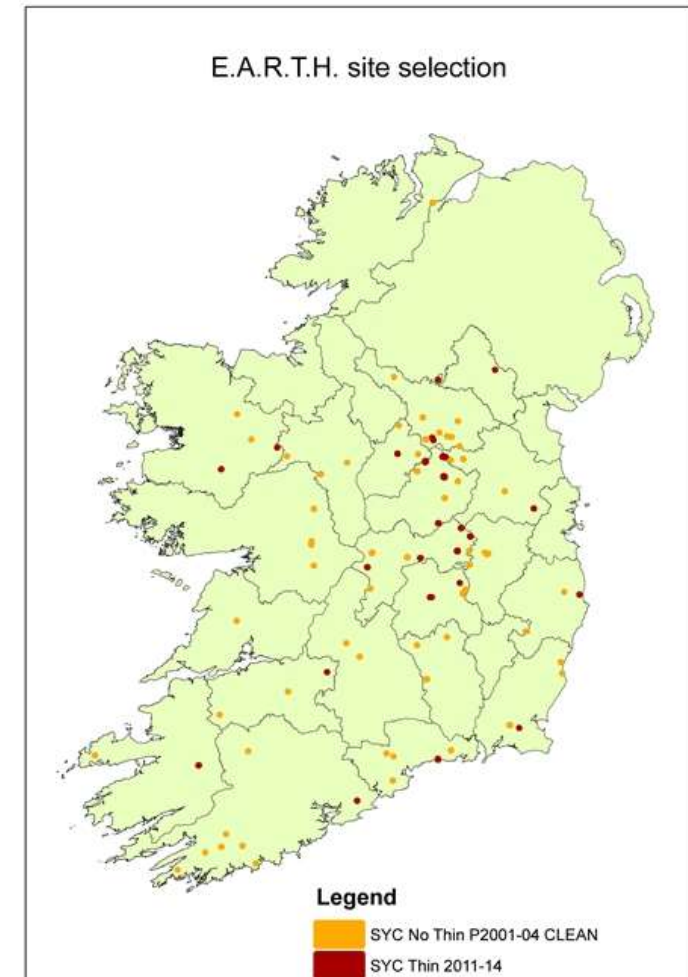 E.A.R.T.H. site selection
Legend
SYC No Thin P2001-04 CLEAN
SYC Thin 2011-14